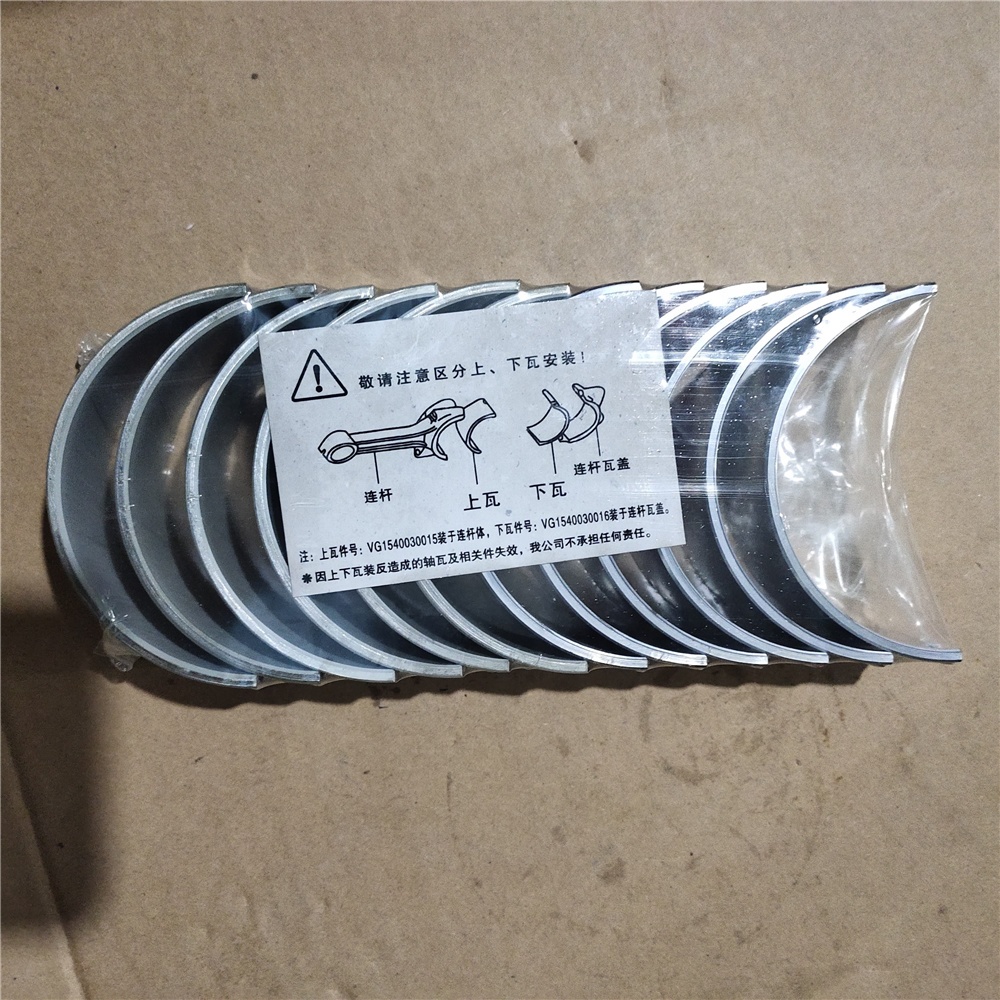 敬请注意区分上、下瓦安装!
连杆
上瓦
下瓦
连杆瓦盖
注:上瓦件号:VG1540030015装于连杆体,下瓦件号:VG1540030016装于连杆瓦盖。
※因上下瓦装反造成的轴瓦及相关件失效,我公司不承担任何责任。